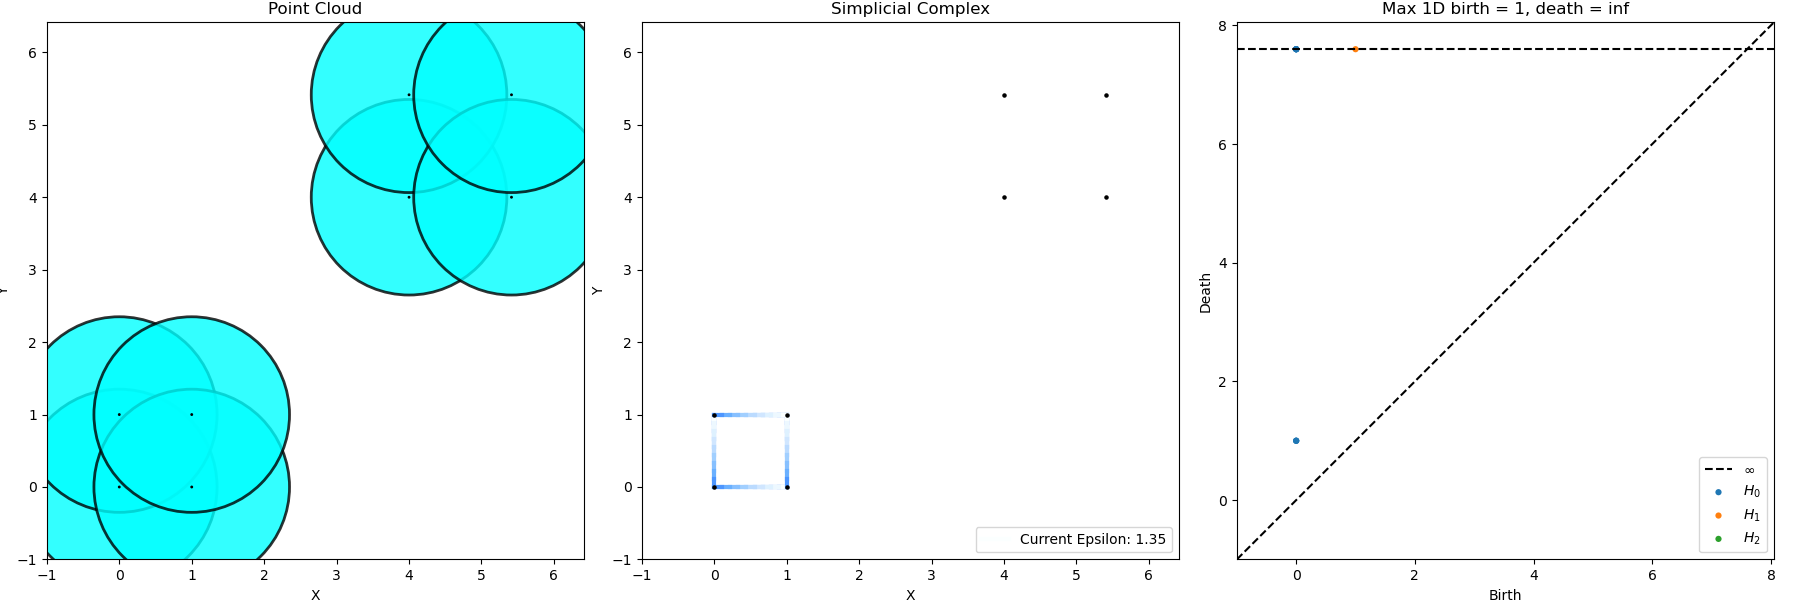 Point Cloud
6
5
4
3
2
1
0
−1
−1 0 1 2 3 4 5 6
X
Y
Simplicial Complex
6
5
4
3
2
1
0
−1
Current Epsilon: 1.35
−1 0 1 2 3 4 5 6
X
Y
Max 1D birth = 1, death = inf
8
6
4
2
0
∞
H0
H1
H2
0 2 4 6 8
Birth
Death